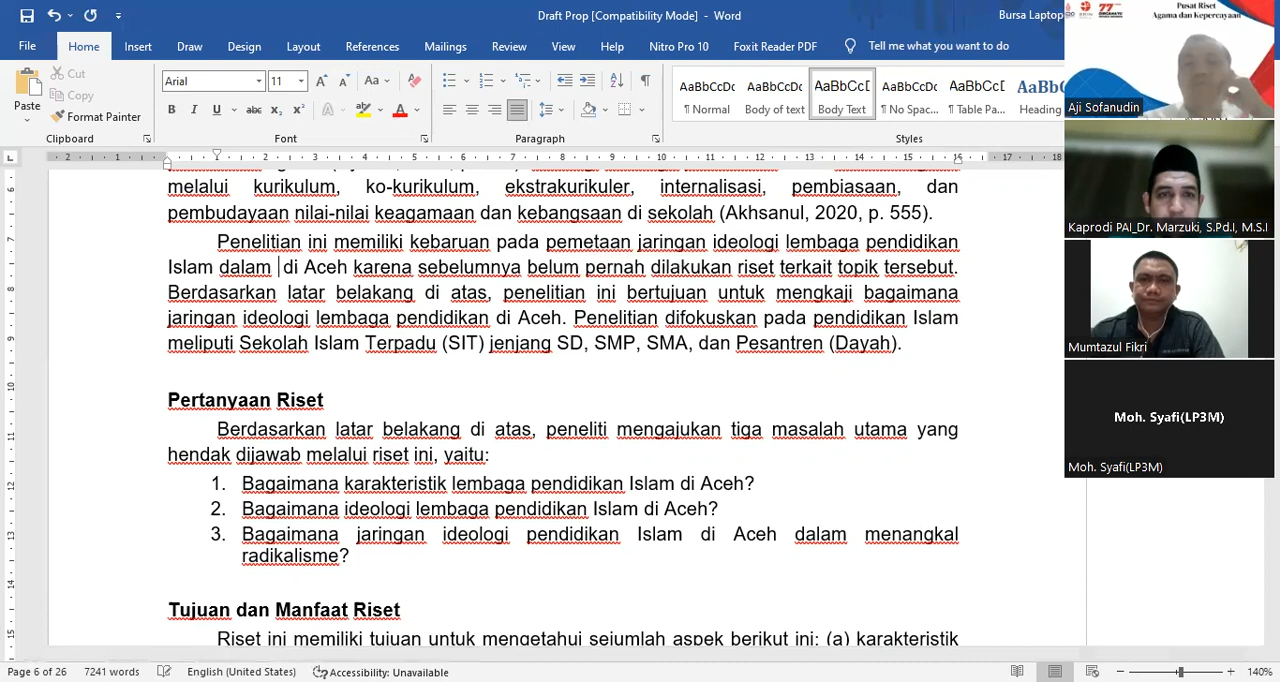 Draft Prop [Compatibility Mode] - Word
Bursa Laptop
File Home Insert Draw Design Layout References Mailings Review View Help Nitro Pro 10 Foxit Reader PDF Tell me what you want to do
Paste
Cut
Copy
Format Painter
Clipboard
Arial 11
Font
Paragraph
AaBbCcDc ¶ Normal
AaBbCcDc Body of text
AaBbCcD Body Text
AaBbCcDc ¶ No Spac...
AaBbCcDc ¶ Table Pa...
AaBbC Heading
Styles
melalui kurikulum, ko-kurikulum, ekstrakurikuler, internalisasi, pembiasaan, dan
pembudayaan nilai-nilai keagamaan dan kebangsaan di sekolah (Akhsanul, 2020, p. 555).
Penelitian ini memiliki kebaruan pada pemetaan jaringan ideologi lembaga pendidikan
Islam dalam di Aceh karena sebelumnya belum pernah dilakukan riset terkait topik tersebut.
Berdasarkan latar belakang di atas, penelitian ini bertujuan untuk mengkaji bagaimana
jaringan ideologi lembaga pendidikan di Aceh. Penelitian difokuskan pada pendidikan Islam
meliputi Sekolah Islam Terpadu (SIT) jenjang SD, SMP, SMA, dan Pesantren (Dayah).
Pertanyaan Riset
Berdasarkan latar belakang di atas, peneliti mengajukan tiga masalah utama yang
hendak dijawab melalui riset ini, yaitu:
1. Bagaimana karakteristik lembaga pendidikan Islam di Aceh?
2. Bagaimana ideologi lembaga pendidikan Islam di Aceh?
3. Bagaimana jaringan ideologi pendidikan Islam di Aceh dalam menangkal
radikalisme?
Tujuan dan Manfaat Riset
Riset ini memiliki tujuan untuk mengetahui sejumlah aspek berikut ini: (a) karakteristik
Page 6 of 26 7241 words English (United States) Accessibility: Unavailable 140%
77
Pusat Riset
Agama dan Kepercayaan
Aji Sofanudin
Kaprodi PAI_Dr. Marzuki, S.Pd.I, M.S.I
Mumtazul Fikri
Moh. Syafi(LP3M)
Moh. Syafi(LP3M)